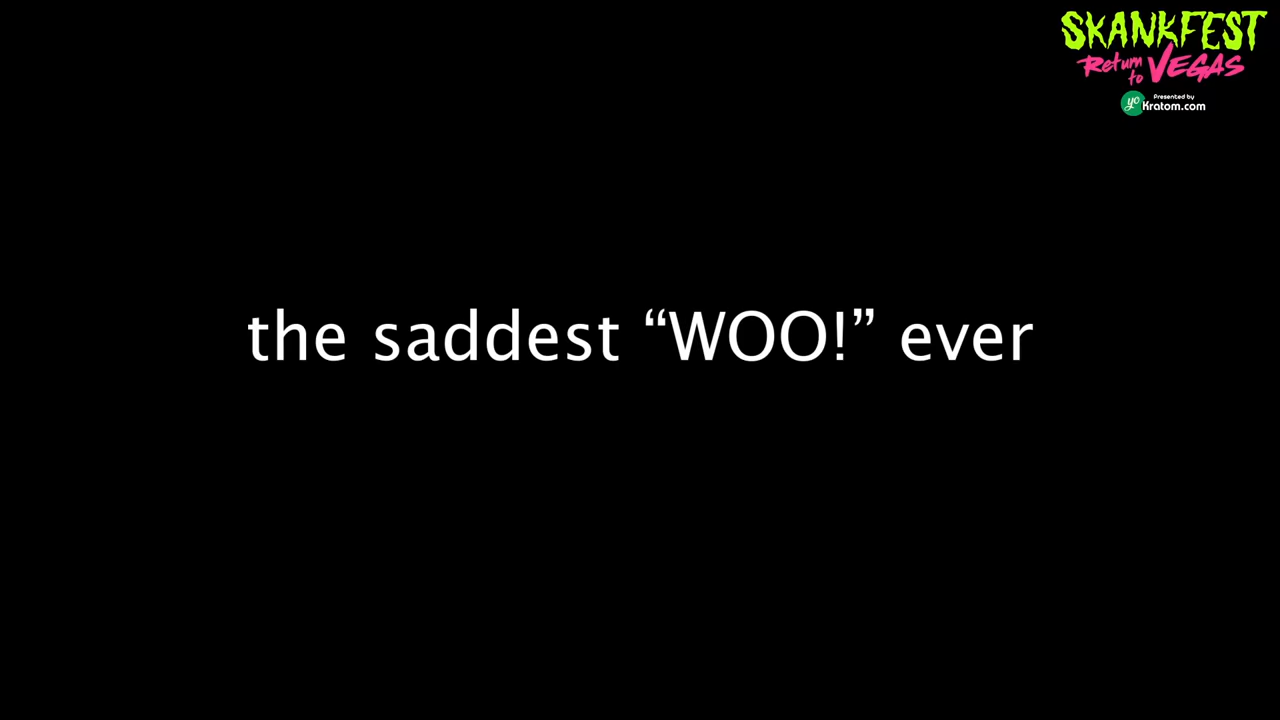 SKANKFEST
Return
to VEGAS
Presented by
yo Kratom.com
the saddest “WOO!” ever